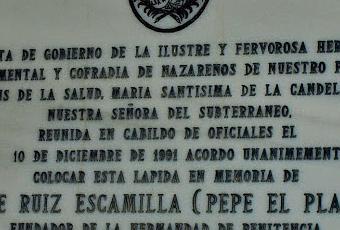 TA DE GOBIERNO DE LA ILUSTRE Y FERVOROSA HER
MENTAL Y COFRADIA DE NAZARENOS DE NUESTRO P
S DE LA SALUD, MARIA SANTISIMA DE LA CANDEL
NUESTRA SEÑORA DEL SUBTERRANEO,
REUNIDA EN CABILDO DE OFICIALES EL
10 DE DICIEMBRE DE 1991 ACORDO UNANIMEMENT
COLOCAR ESTA LAPIDA EN MEMORIA DE
E RUIZ ESCAMILLA (PEPE EL PLA
FUNDADOR DE LA HERMANDAD DE PENITENCIA